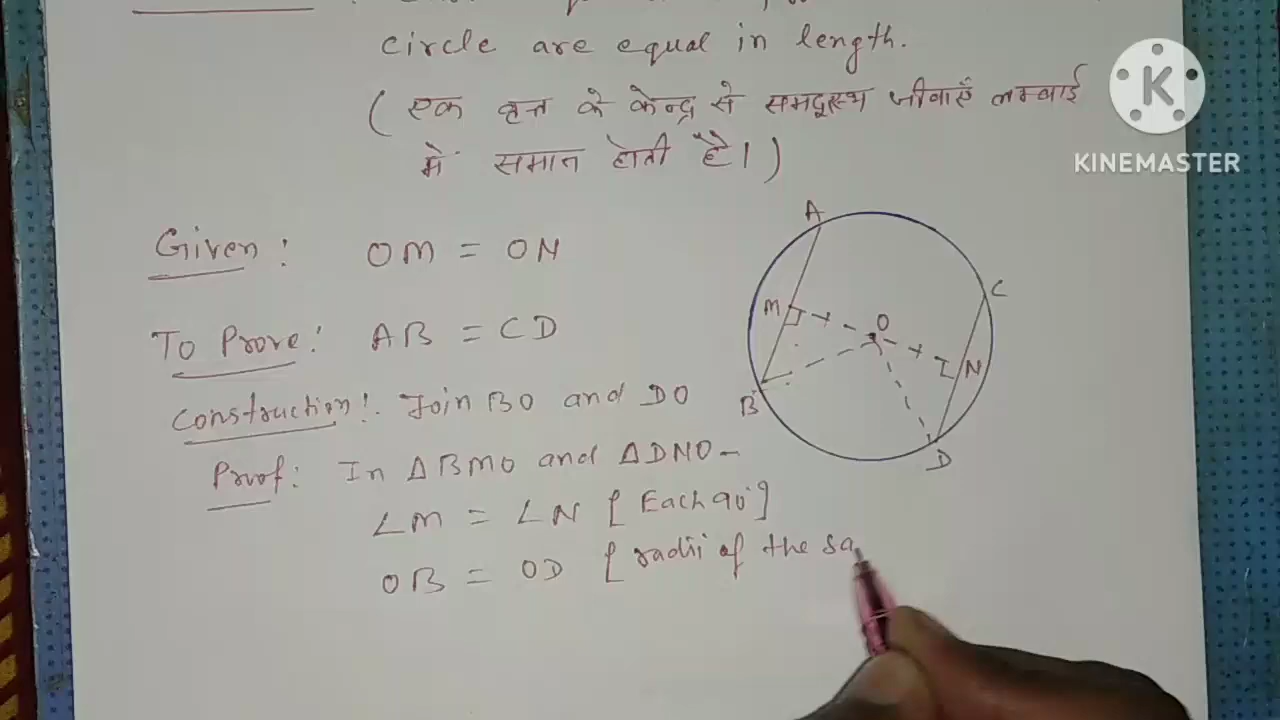 circle are equal in length.
( एक वृत्त के केन्द्र से समदूरस्थ जीवाएँ लम्बाई
में समान होती है। )
KINEMASTER
K
Given: OM = ON
To Prove: AB = CD
Construction: Join BO and DO
Proof: In ΔBMO and ΔDNO-
∠M = ∠N [Each 90°]
OB = OD [radii of the sa
A
C
M
O
N
B
D